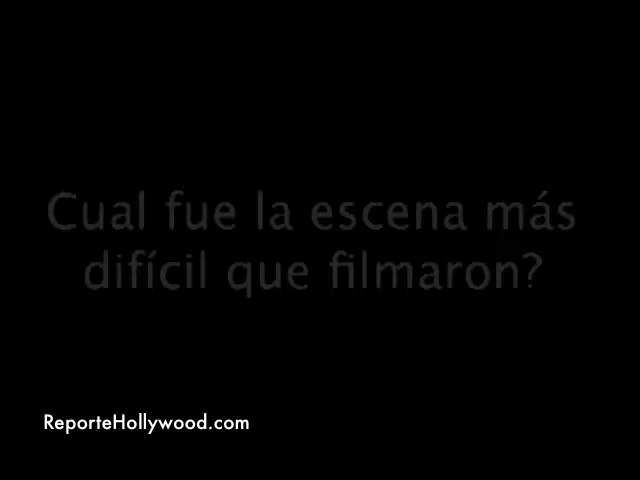 Cual fue la escena más
difícil que filmaron?
ReporteHollywood.com